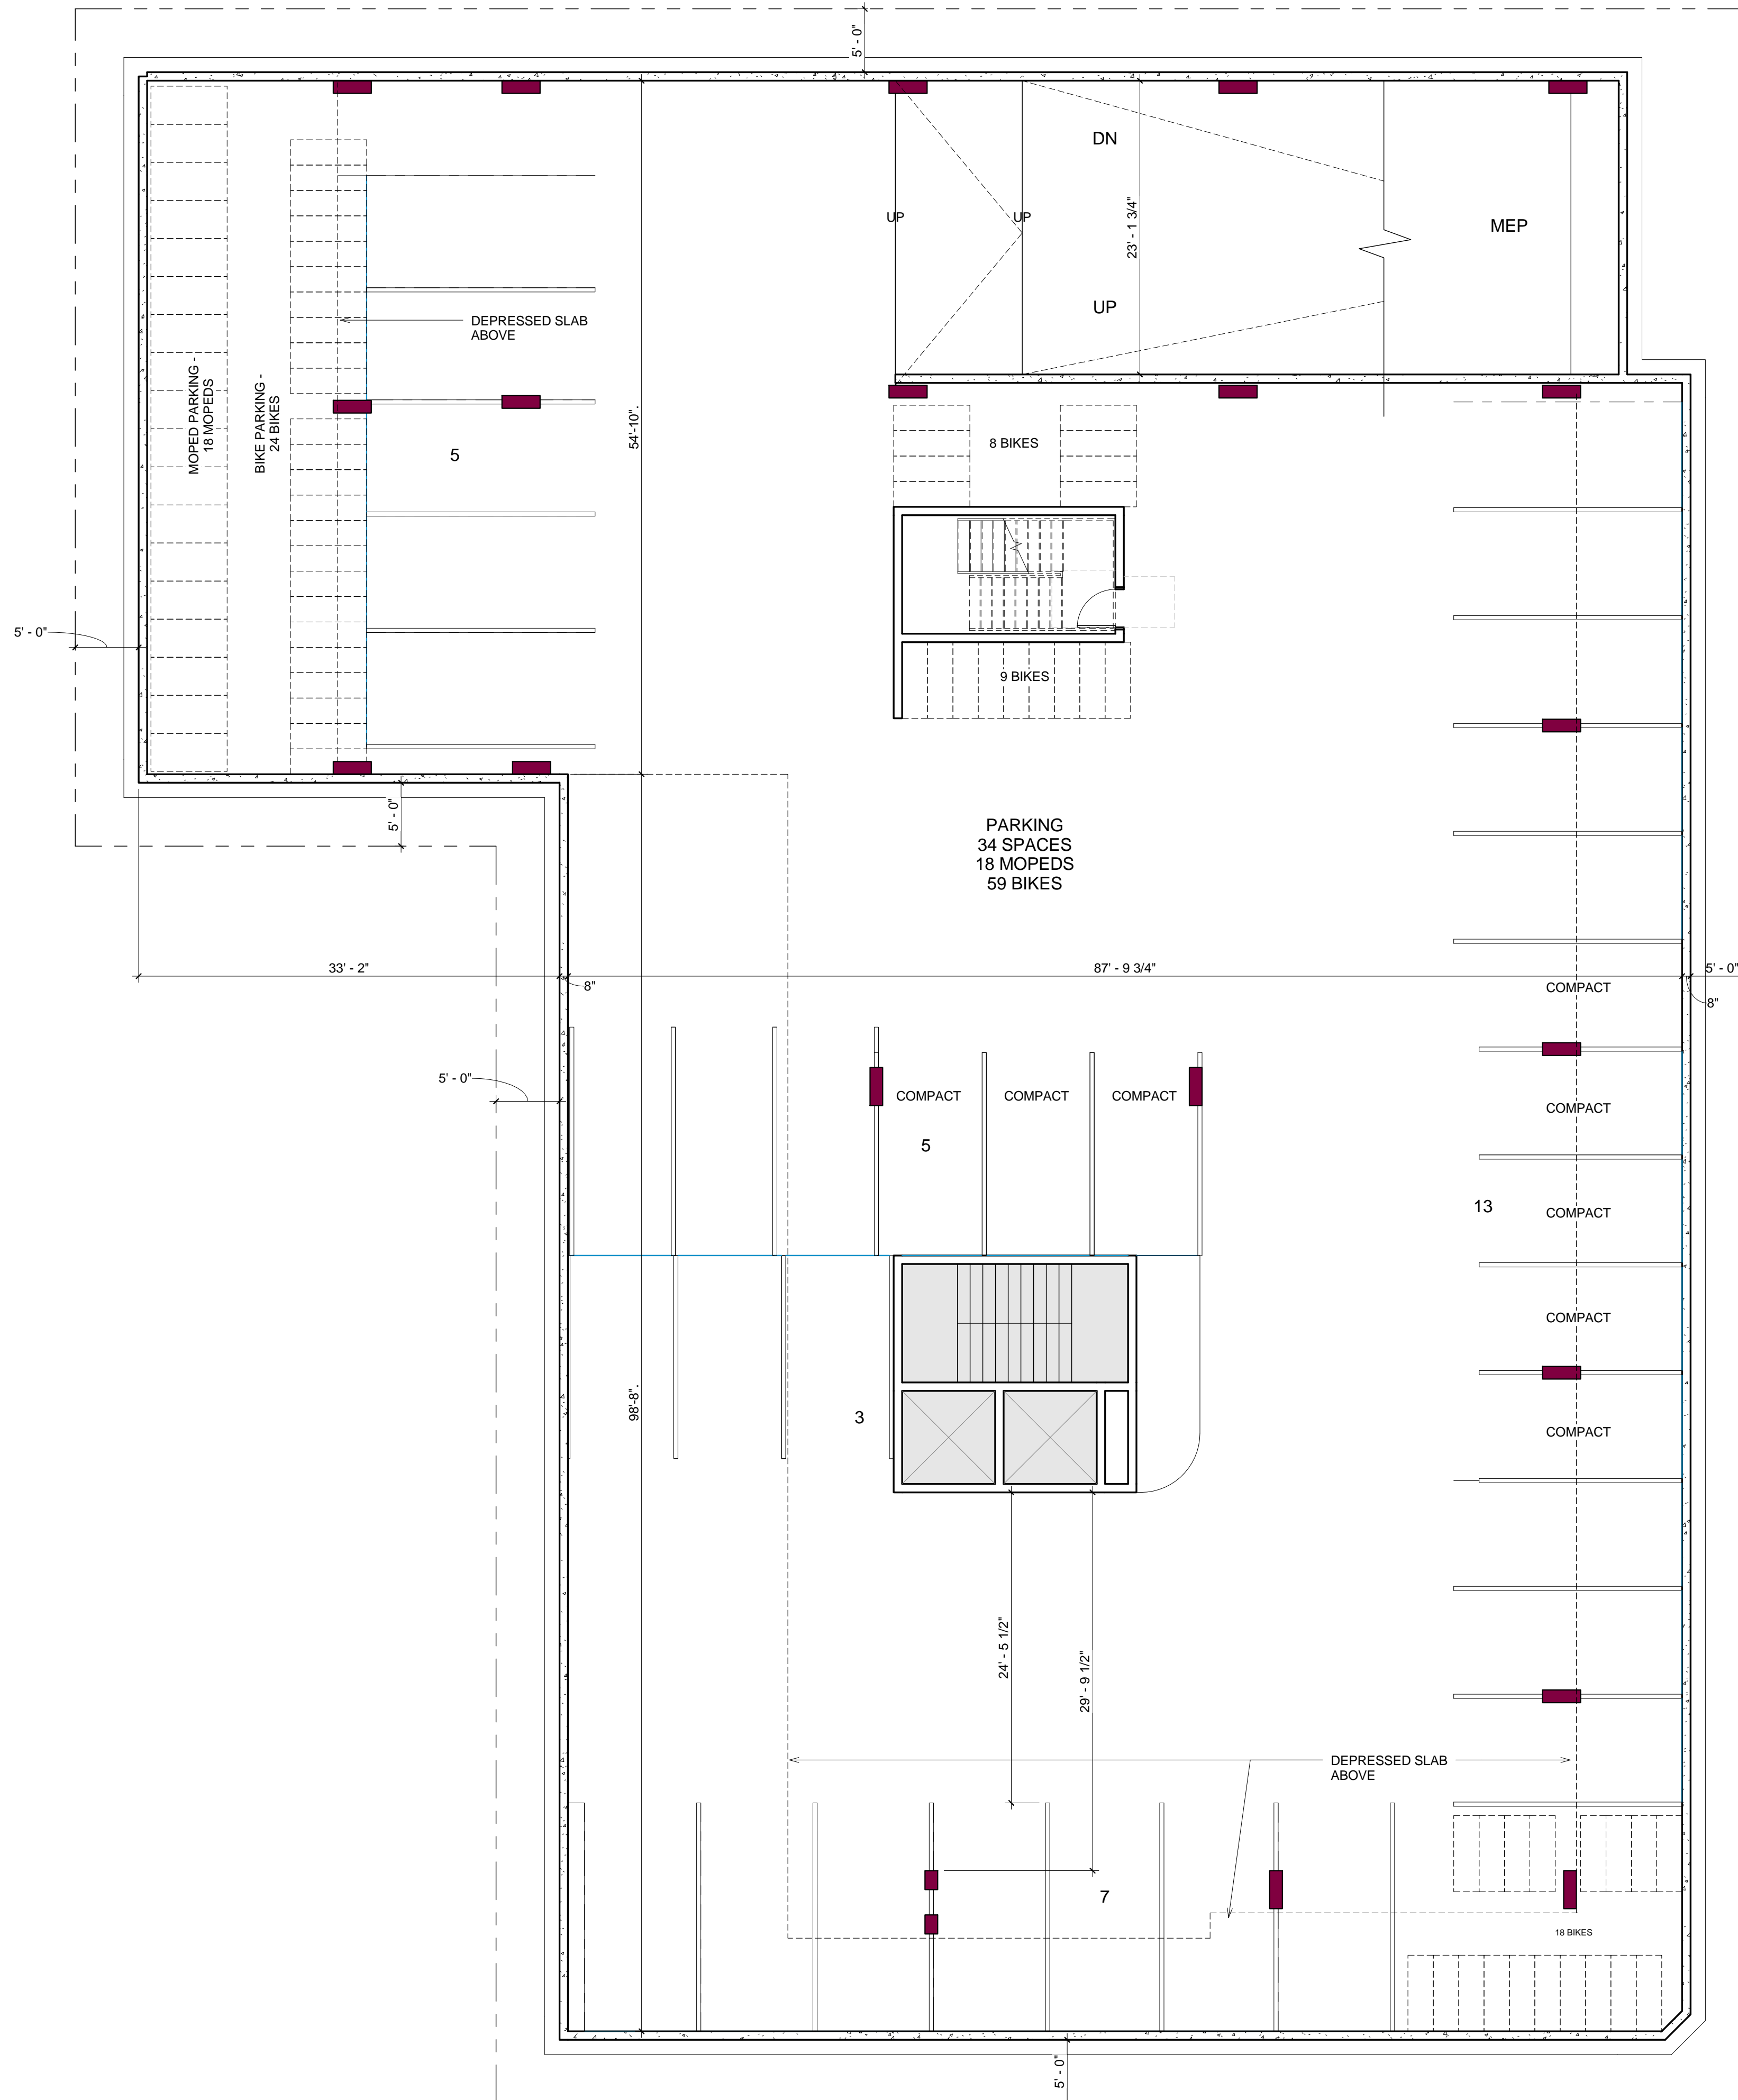 5' - 0"
DN
UP
UP
23' - 1 3/4"
MEP
UP
DEPRESSED SLAB
ABOVE
MOPED PARKING -
18 MOPEDS
BIKE PARKING -
24 BIKES
54'-10".
8 BIKES
5
5' - 0"
9 BIKES
5' - 0"
PARKING
34 SPACES
18 MOPEDS
59 BIKES
33' - 2"
8"
87' - 9 3/4"
5' - 0"
8"
COMPACT
5' - 0"
COMPACT
COMPACT
COMPACT
COMPACT
5
13
COMPACT
COMPACT
3
98'-8".
COMPACT
24' - 5 1/2"
29' - 9 1/2"
DEPRESSED SLAB
ABOVE
7
18 BIKES
5' - 0"